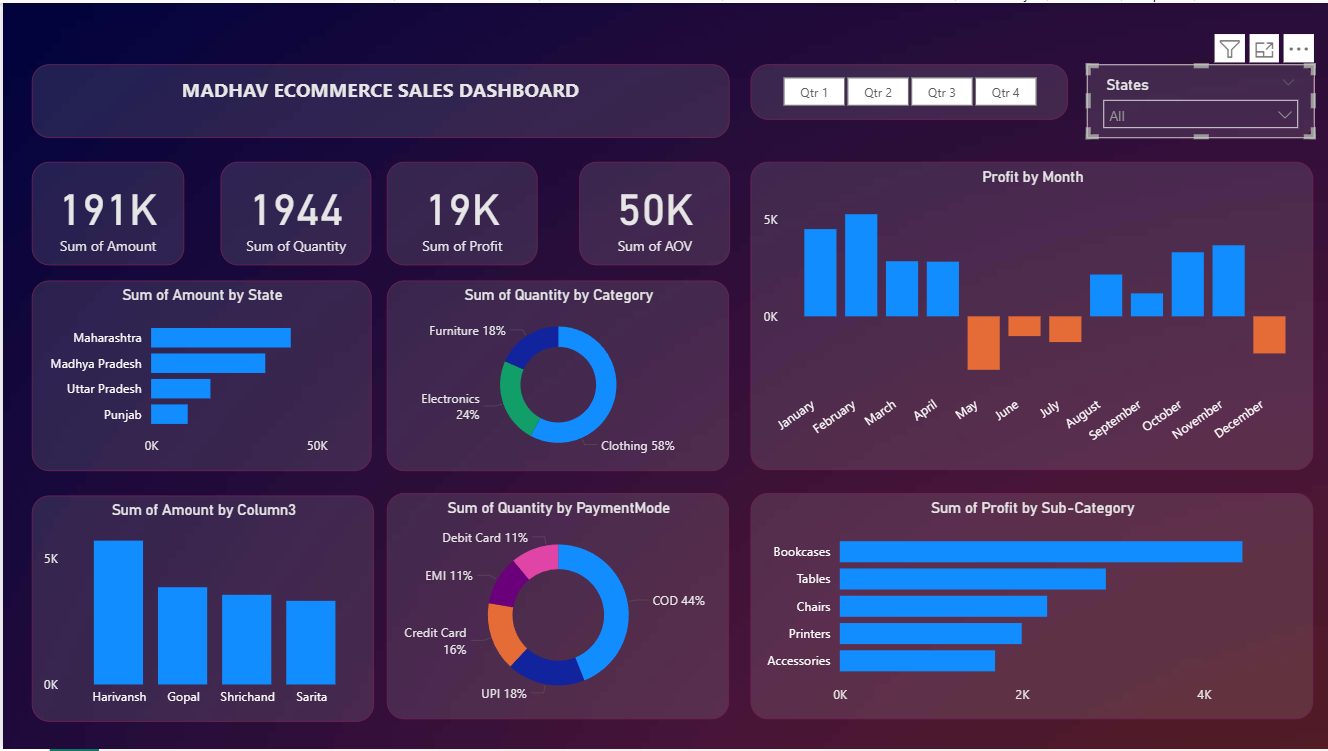 MADHAV ECOMMERCE SALES DASHBOARD
Qtr 1
Qtr 2
Qtr 3
Qtr 4
States
All
191K
Sum of Amount
1944
Sum of Quantity
19K
Sum of Profit
50K
Sum of AOV
Profit by Month
5K
0K
January
February
March
April
May
June
July
August
September
October
November
December
Sum of Amount by State
Maharashtra
Madhya Pradesh
Uttar Pradesh
Punjab
0K
50K
Sum of Quantity by Category
Furniture 18%
Electronics
24%
Clothing 58%
Sum of Amount by Column3
5K
0K
Harivansh
Gopal
Shrichand
Sarita
Sum of Quantity by PaymentMode
Debit Card 11%
EMI 11%
Credit Card
16%
UPI 18%
COD 44%
Sum of Profit by Sub-Category
Bookcases
Tables
Chairs
Printers
Accessories
0K
2K
4K